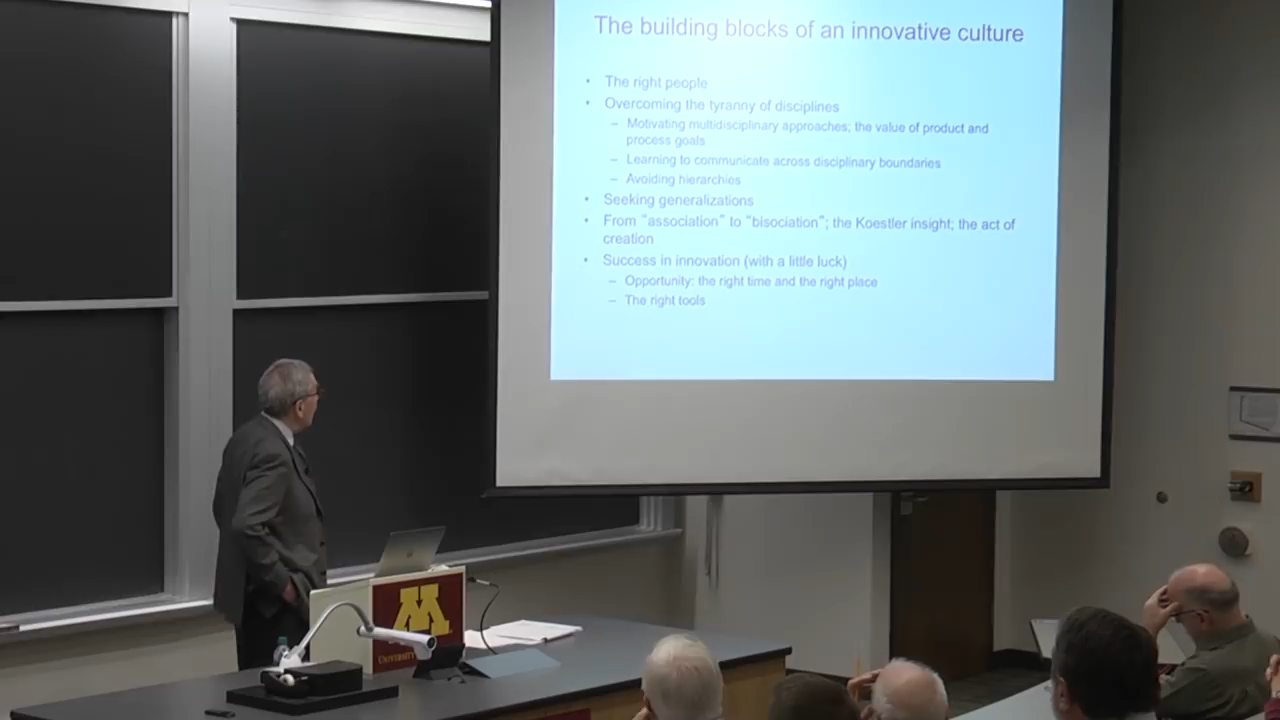 The building blocks of an innovative culture
• The right people
• Overcoming the tyranny of disciplines
– Motivating multidisciplinary approaches; the value of product and
process goals
– Learning to communicate across disciplinary boundaries
– Avoiding hierarchies
• Seeking generalizations
• From “association” to “bisociation”; the Koestler insight; the act of
creation
• Success in innovation (with a little luck)
– Opportunity: the right time and the right place
– The right tools
M